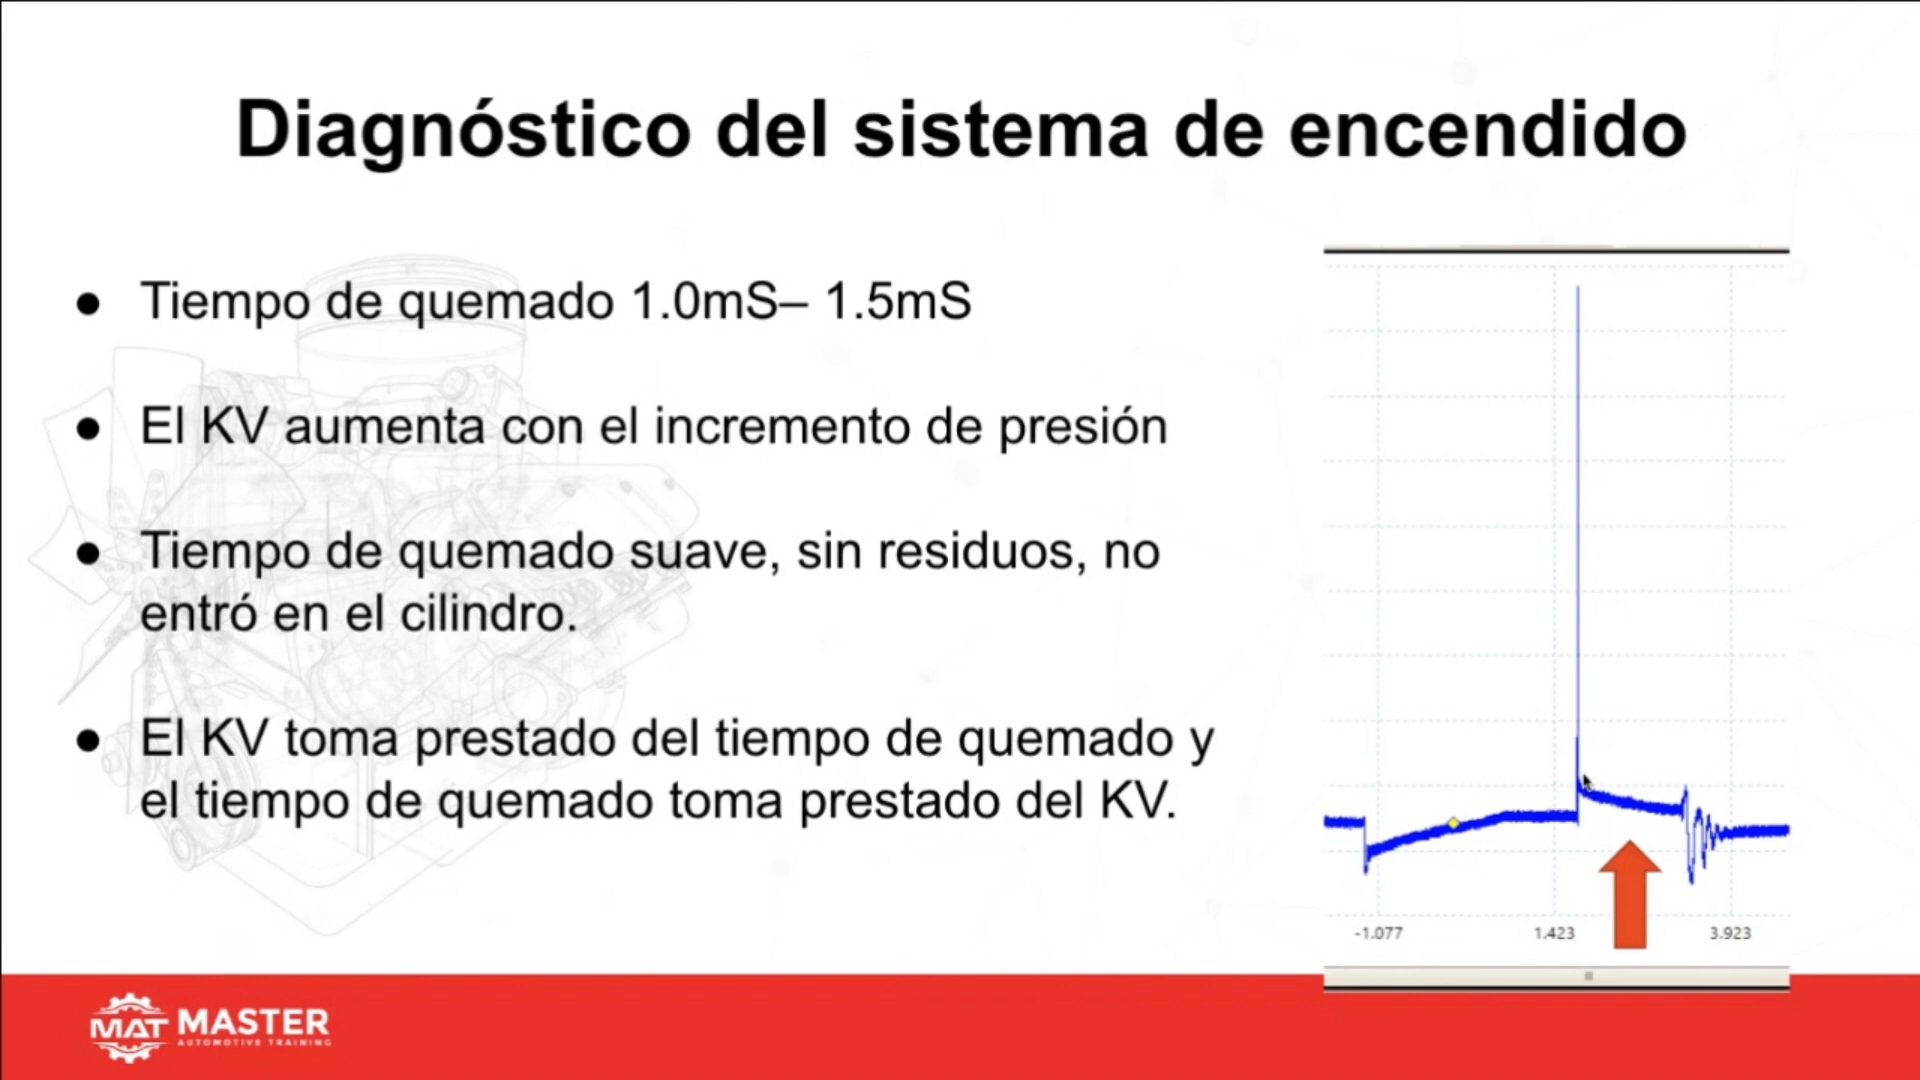 Diagnóstico del sistema de encendido
● Tiempo de quemado 1.0mS– 1.5mS
● El KV aumenta con el incremento de presión
● Tiempo de quemado suave, sin residuos, no
entró en el cilindro.
● El KV toma prestado del tiempo de quemado y
el tiempo de quemado toma prestado del KV.
-1.077 1.423 3.923
MAT MASTER
AUTOMOTIVE TRAINING